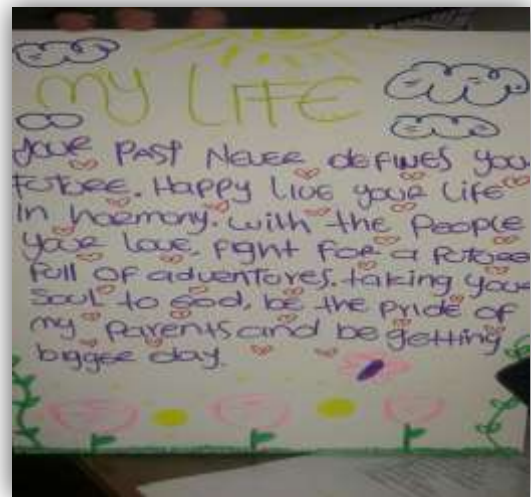 MY LIFE
your PAST NEVER deFINES you
FUTURE. Happy Live your Life
In harmony. with the people
your Love. Fight For a Future
Full OF adventures. taking your
Soul to God, be the pride OF
my parents and be getting
bigger day.